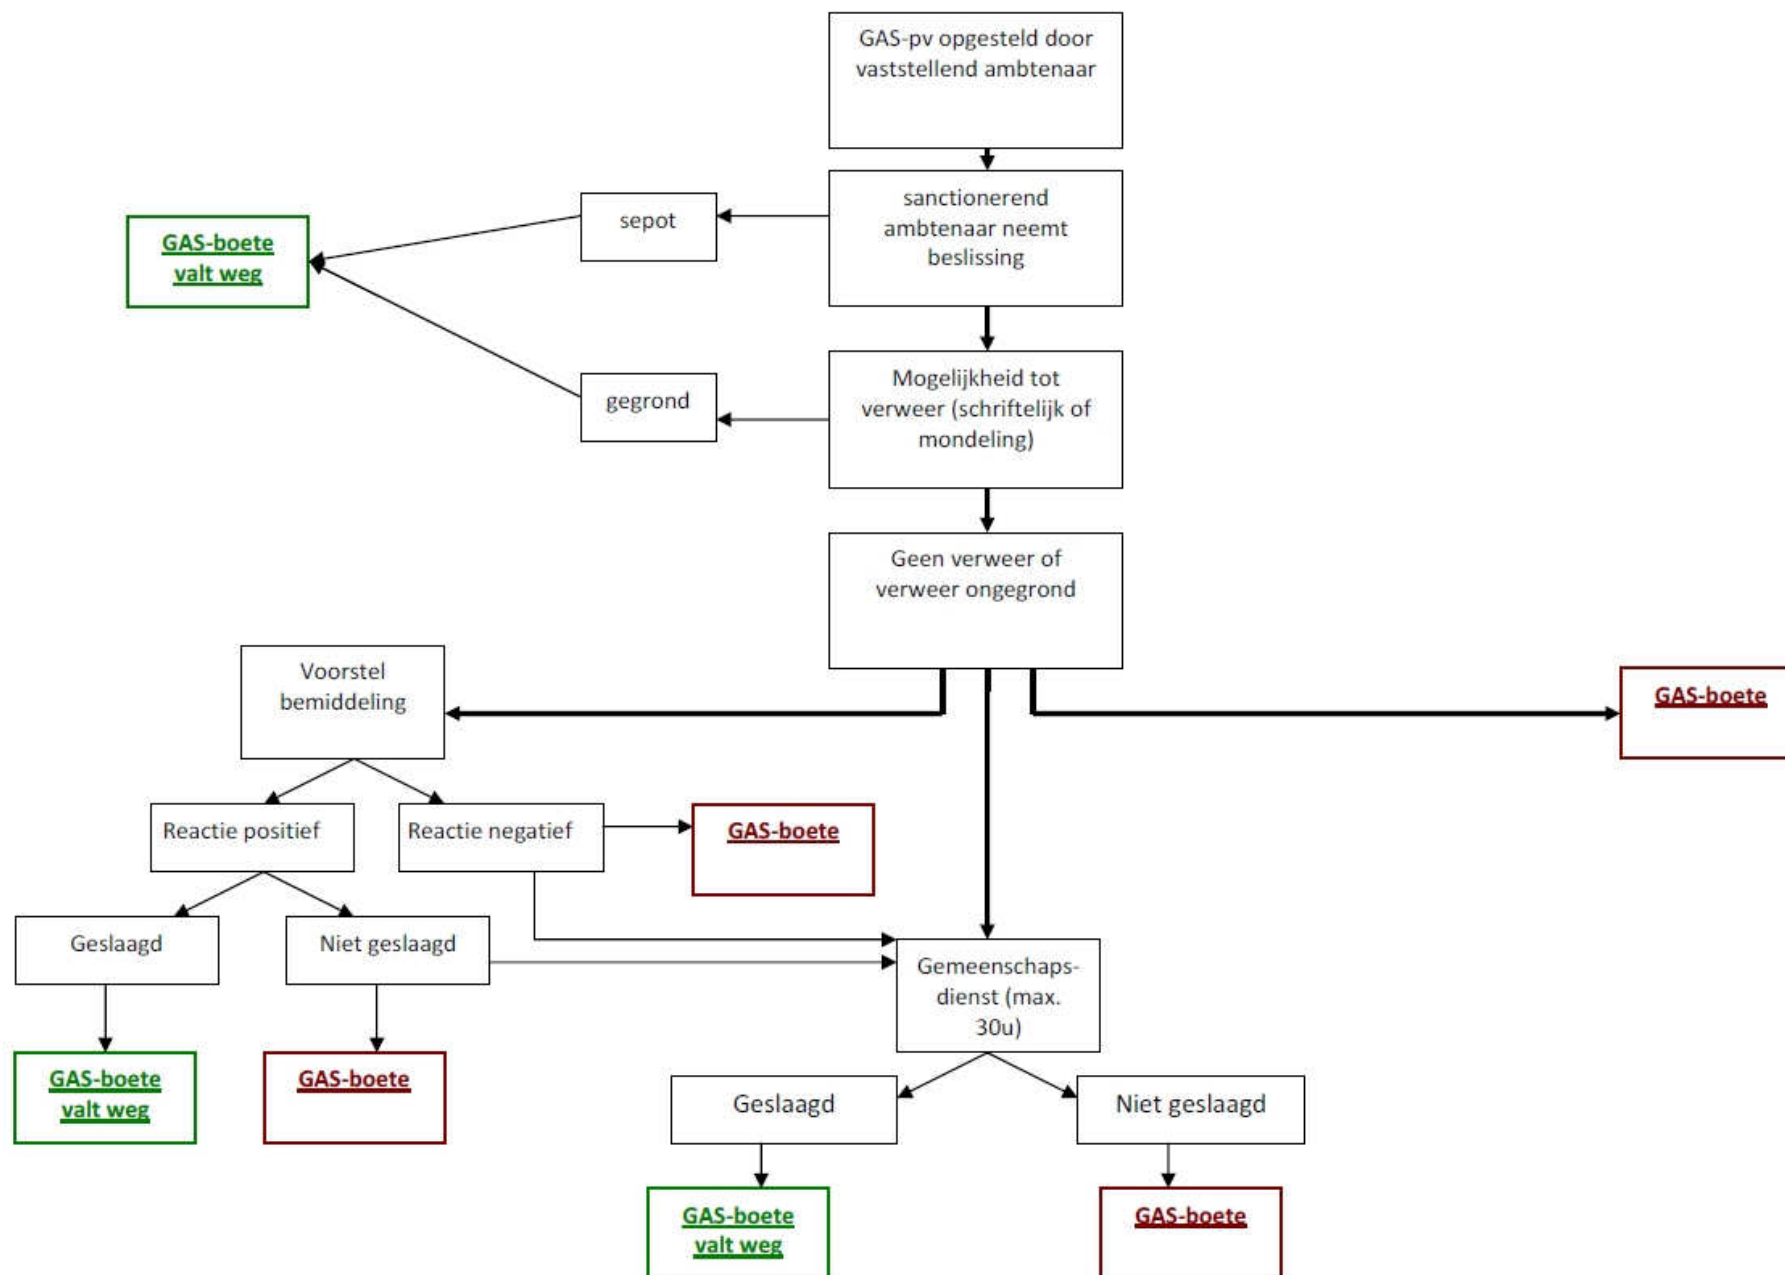 GAS-pv opgesteld door
vaststellend ambtenaar
sanctionerend
ambtenaar neemt
beslissing
sepot
GAS-boete
valt weg
Mogelijkheid tot
verweer (schriftelijk of
mondeling)
gegrond
Geen verweer of
verweer ongegrond
Voorstel
bemiddeling
GAS-boete
Reactie positief
Reactie negatief
GAS-boete
Geslaagd
Niet geslaagd
Gemeenschaps-
dienst (max.
30u)
GAS-boete
valt weg
GAS-boete
Geslaagd
Niet geslaagd
GAS-boete
valt weg
GAS-boete